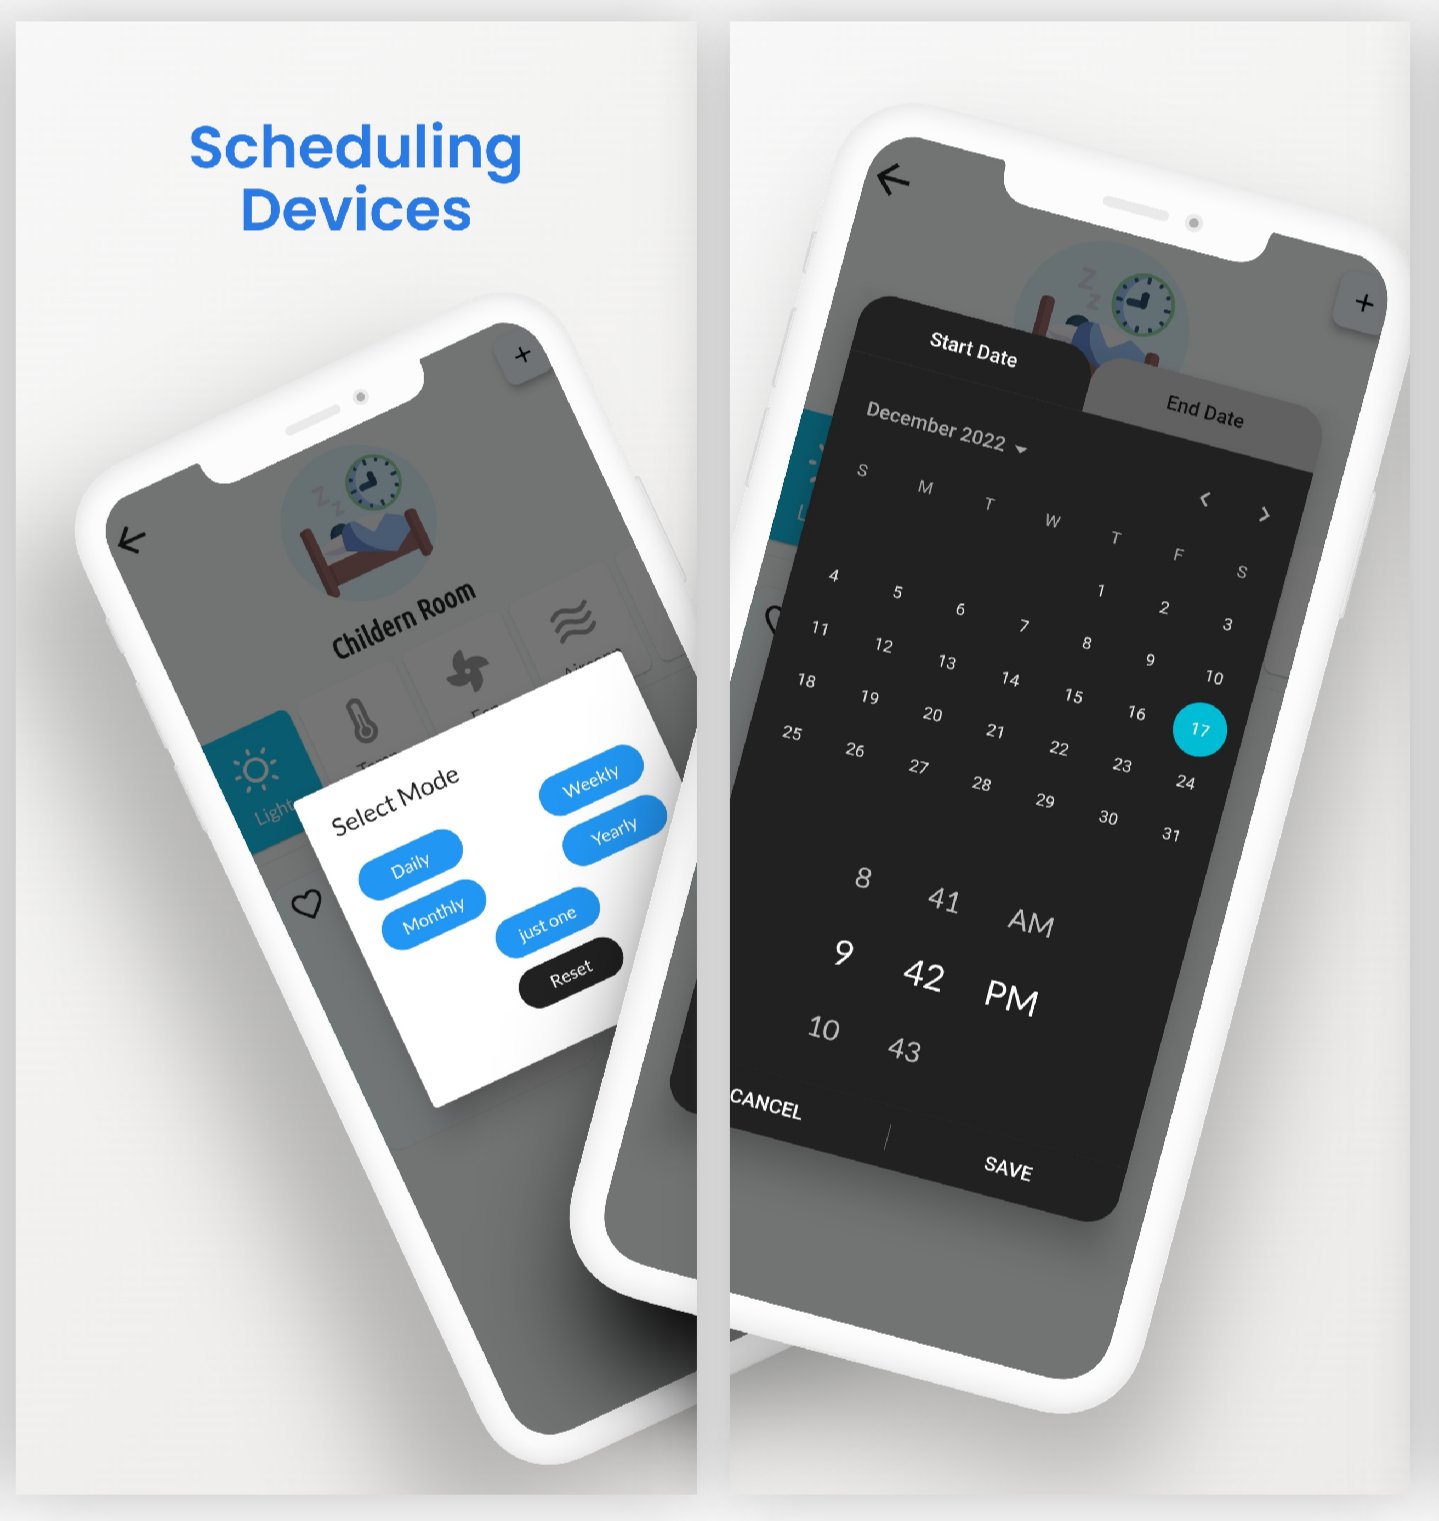 Scheduling
Devices
+
Z
Z
Childern Room
Light
Select Mode
Daily
Weekly
Monthly
Yearly
just one
Reset
+
Z
Z
Start Date
End Date
December 2022
S M T W T F S
1 2 3
4 5 6 7 8 9 10
11 12 13 14 15 16 17
18 19 20 21 22 23 24
25 26 27 28 29 30 31
8 41 AM
9 42 PM
10 43
CANCEL
SAVE